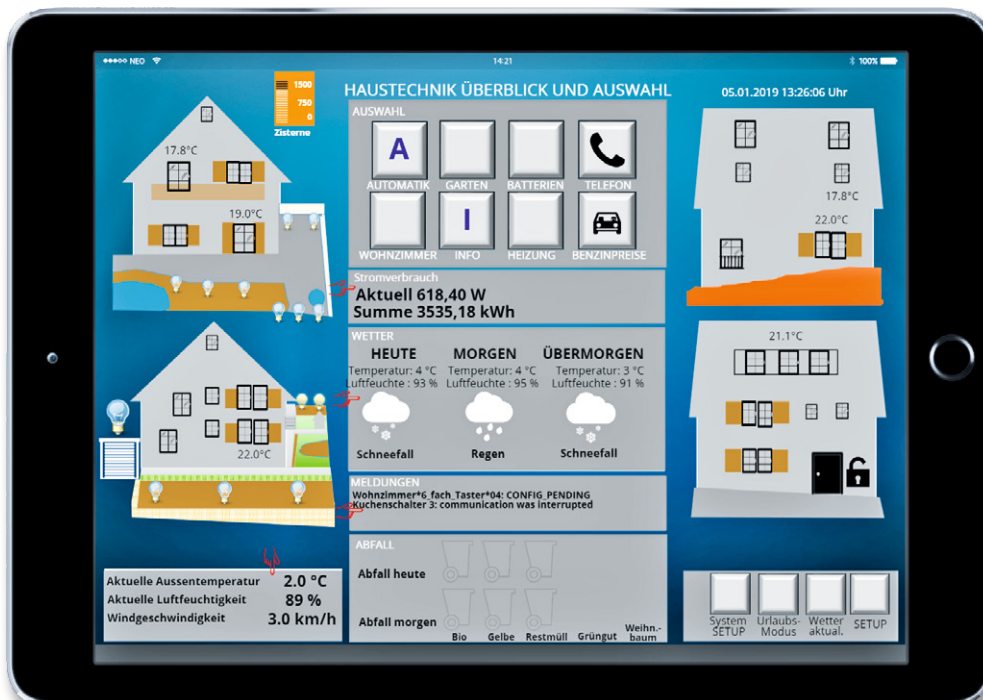 NEO
14:21
100%
1500
750
0
Zisterne
HAUSTECHNIK ÜBERBLICK UND AUSWAHL
05.01.2019 13:26:06 Uhr
AUSWAHL
A
AUTOMATIK GARTEN BATTERIEN TELEFON
I
WOHNZIMMER INFO HEIZUNG BENZINPREISE
17.8°C
19.0°C
17.8°C
22.0°C
Stromverbrauch
Aktuell 618,40 W
Summe 3535,18 kWh
WETTER
HEUTE MORGEN ÜBERMORGEN
Temperatur: 4 °C Temperatur: 4 °C Temperatur: 3 °C
Luftfeuchte : 93 % Luftfeuchte : 95 % Luftfeuchte : 91 %
Schneefall Regen Schneefall
22.0°C
21.1°C
MELDUNGEN
Wohnzimmer*6_fach_Taster*04: CONFIG_PENDING
Kuchenschalter 3: communication was interrupted
ABFALL
Abfall heute
Abfall morgen
Bio Gelbe Restmüll Grüngut Weihn.-
baum
Aktuelle Aussentemperatur 2.0 °C
Aktuelle Luftfeuchtigkeit 89 %
Windgeschwindigkeit 3.0 km/h
System Urlaubs- Wetter SETUP
SETUP Modus aktual.